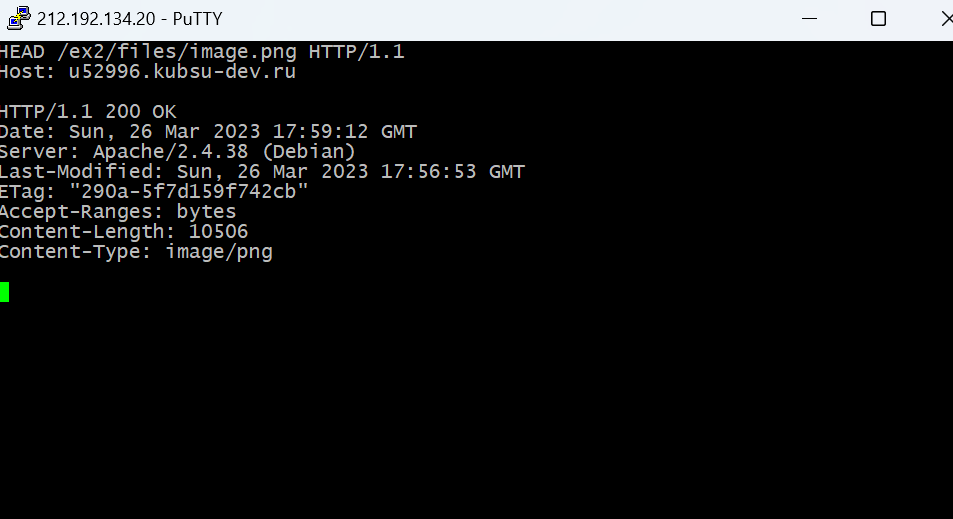 212.192.134.20 - PuTTY
HEAD /ex2/files/image.png HTTP/1.1
Host: u52996.kubsu-dev.ru
HTTP/1.1 200 OK
Date: Sun, 26 Mar 2023 17:59:12 GMT
Server: Apache/2.4.38 (Debian)
Last-Modified: Sun, 26 Mar 2023 17:56:53 GMT
ETag: "290a-5f7d159f742cb"
Accept-Ranges: bytes
Content-Length: 10506
Content-Type: image/png